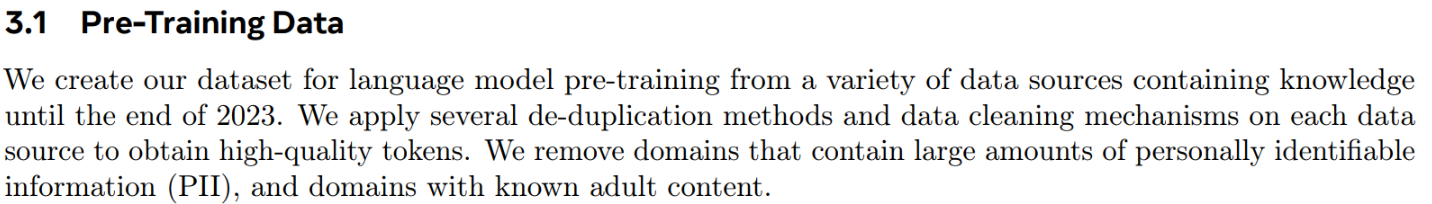 3.1 Pre-Training Data
We create our dataset for language model pre-training from a variety of data sources containing knowledge
until the end of 2023. We apply several de-duplication methods and data cleaning mechanisms on each data
source to obtain high-quality tokens. We remove domains that contain large amounts of personally identifiable
information (PII), and domains with known adult content.